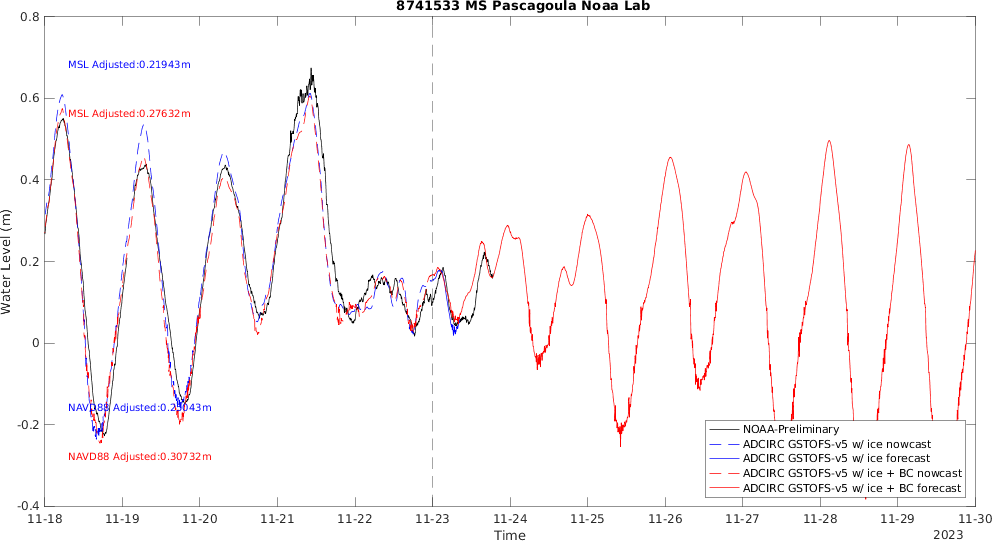 8741533 MS Pascagoula Noaa Lab
0.8
0.6
0.4
0.2
0
-0.2
-0.4
Water Level (m)
MSL Adjusted:0.21943m
MSL Adjusted:0.27632m
NAVD88 Adjusted:0.25043m
NAVD88 Adjusted:0.30732m
NOAA-Preliminary
ADCIRC GSTOFS-v5 w/ ice nowcast
ADCIRC GSTOFS-v5 w/ ice forecast
ADCIRC GSTOFS-v5 w/ ice + BC nowcast
ADCIRC GSTOFS-v5 w/ ice + BC forecast
11-18 11-19 11-20 11-21 11-22 11-23 11-24 11-25 11-26 11-27 11-28 11-29 11-30
Time
2023